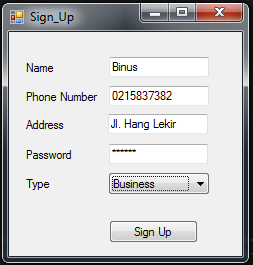 Sign_Up
Name Binus
Phone Number 0215837382
Address Jl. Hang Lekir
Password ******
Type Business
Sign Up